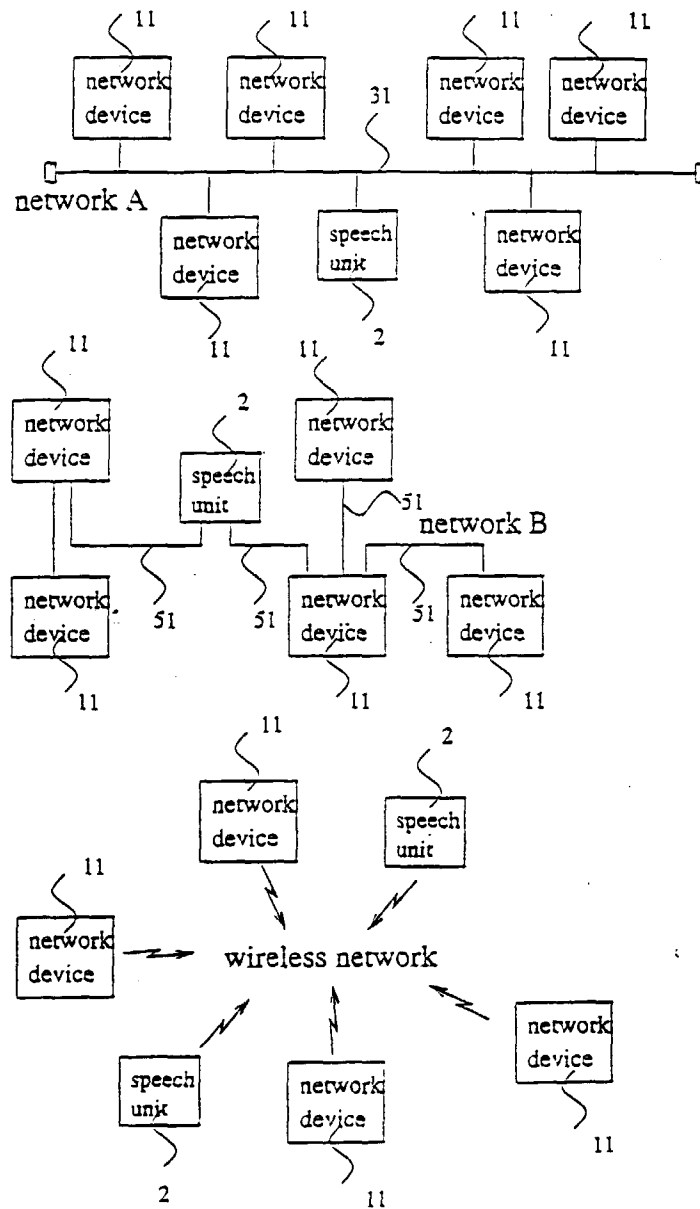 11 11 11 11
network device
network device
network device
network device
31
network A
network device
speech unit
network device
11 2 11
11 2 11
network device
speech unit
network device
51
network B
51 51 51
network device
network device
network device
11 11 11
11 2
network device
speech unit
11
network device
wireless network
network device
speech unit
network device
11
2 11